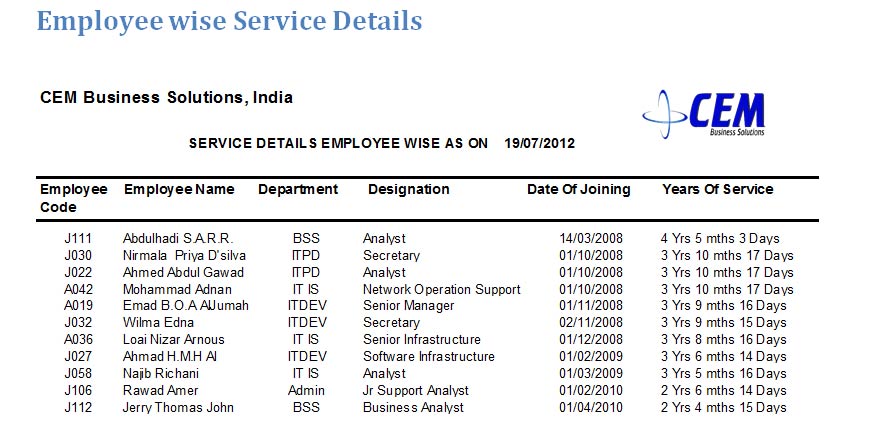 Employee wise Service Details
CEM Business Solutions, India
CEM
Business Solutions
SERVICE DETAILS EMPLOYEE WISE AS ON 19/07/2012
Employee Code Employee Name Department Designation Date Of Joining Years Of Service
J111 Abdulhadi S.A.R.R. BSS Analyst 14/03/2008 4 Yrs 5 mths 3 Days
J030 Nirmala Priya D'silva ITPD Secretary 01/10/2008 3 Yrs 10 mths 17 Days
J022 Ahmed Abdul Gawad ITPD Analyst 01/10/2008 3 Yrs 10 mths 17 Days
A042 Mohammad Adnan IT IS Network Operation Support 01/10/2008 3 Yrs 10 mths 17 Days
A019 Emad B.O.A AlJumah ITDEV Senior Manager 01/11/2008 3 Yrs 9 mths 16 Days
J032 Wilma Edna ITDEV Secretary 02/11/2008 3 Yrs 9 mths 15 Days
A036 Loai Nizar Arnous IT IS Senior Infrastructure 01/12/2008 3 Yrs 8 mths 16 Days
J027 Ahmad H.M.H Al ITDEV Software Infrastructure 01/02/2009 3 Yrs 6 mths 14 Days
J058 Najib Richani IT IS Analyst 01/03/2009 3 Yrs 5 mths 16 Days
J106 Rawad Amer Admin Jr Support Analyst 01/02/2010 2 Yrs 6 mths 14 Days
J112 Jerry Thomas John BSS Business Analyst 01/04/2010 2 Yrs 4 mths 15 Days